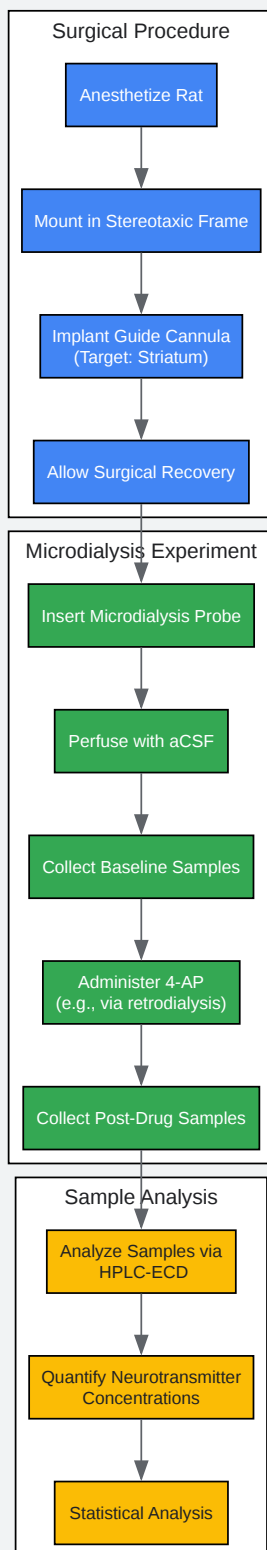 Surgical Procedure
Anesthetize Rat
Mount in Stereotaxic Frame
Implant Guide Cannula
(Target: Striatum)
Allow Surgical Recovery
Microdialysis Experiment
Insert Microdialysis Probe
Perfuse with aCSF
Collect Baseline Samples
Administer 4-AP
(e.g., via retrodialysis)
Collect Post-Drug Samples
Sample Analysis
Analyze Samples via
HPLC-ECD
Quantify Neurotransmitter
Concentrations
Statistical Analysis